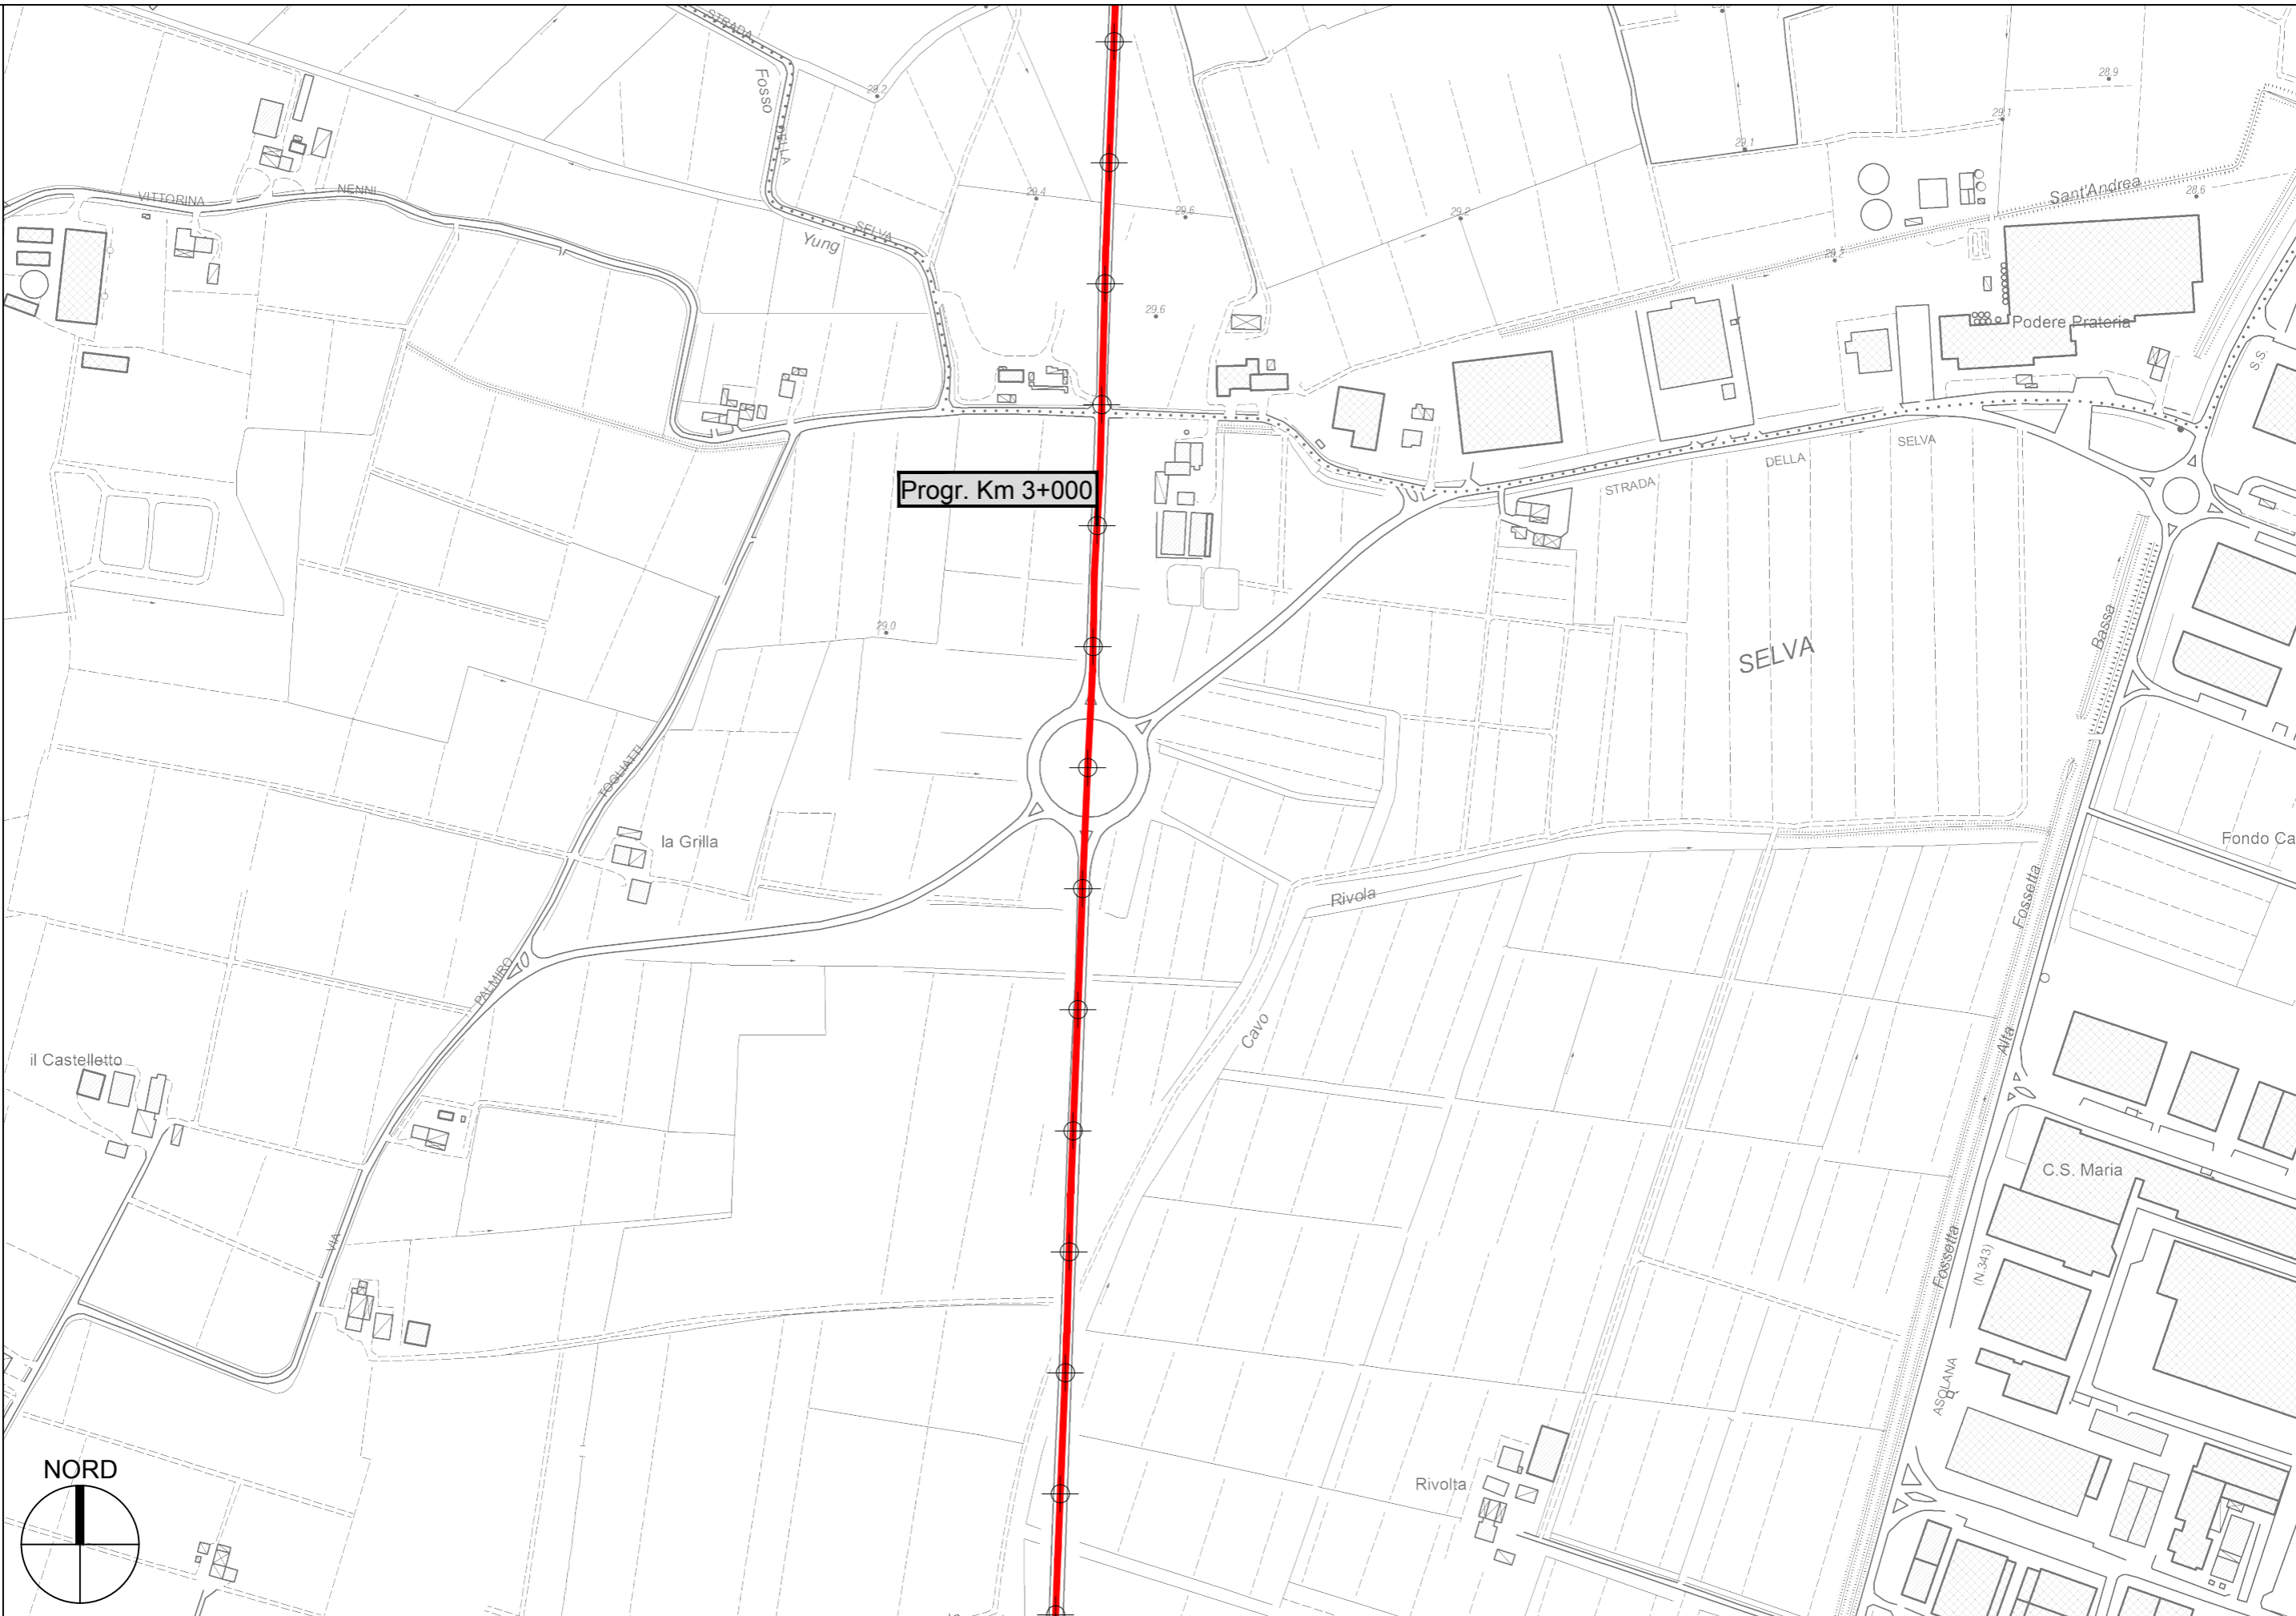 STRADA
Fosso
SELLA
29.2
28.9
29.1
29.1
VITTORINA
NENNI
29.4
29.6
29.2
Sant'Andrea
28.6
Yung
SELVA
29.2
29.6
Podere Prateria
S.S.
Progr. Km 3+000
STRADA
DELLA
SELVA
Bassa
29.0
SELVA
TOGLIATTI
la Grilla
Fondo Ca
Rivola
Fossetta
PALMIRO
Cavo
Alta
il Castelletto
C.S. Maria
VIA
Fossetta
(N.343)
ASOLANA
NORD
Rivolta